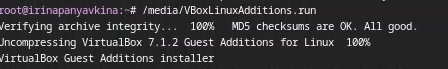 root@irinapanyavkina:~# /media/VBoxLinuxAdditions.run
Verifying archive integrity...  100%   MD5 checksums are OK. All good.
Uncompressing VirtualBox 7.1.2 Guest Additions for Linux  100%
VirtualBox Guest Additions installer